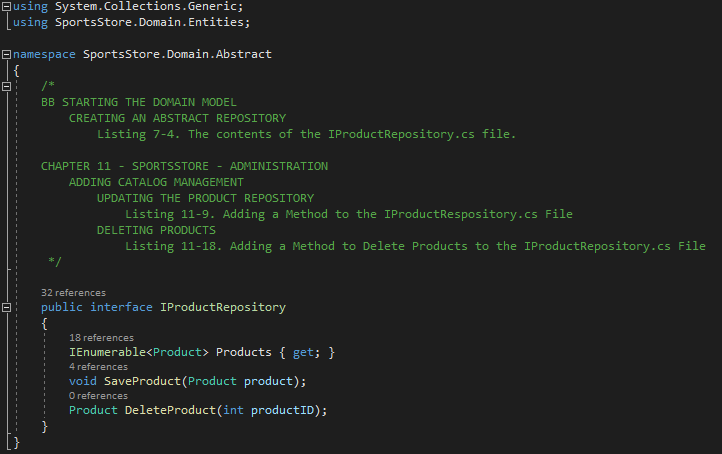 using System.Collections.Generic;
using SportsStore.Domain.Entities;
namespace SportsStore.Domain.Abstract
{
/*
BB STARTING THE DOMAIN MODEL
CREATING AN ABSTRACT REPOSITORY
Listing 7-4. The contents of the IProductRepository.cs file.
CHAPTER 11 - SPORTSSTORE - ADMINISTRATION
ADDING CATALOG MANAGEMENT
UPDATING THE PRODUCT REPOSITORY
Listing 11-9. Adding a Method to the IProductRespository.cs File
DELETING PRODUCTS
Listing 11-18. Adding a Method to Delete Products to the IProductRepository.cs File
*/
32 references
public interface IProductRepository
{
18 references
IEnumerable<Product> Products { get; }
4 references
void SaveProduct(Product product);
0 references
Product DeleteProduct(int productID);
}
}